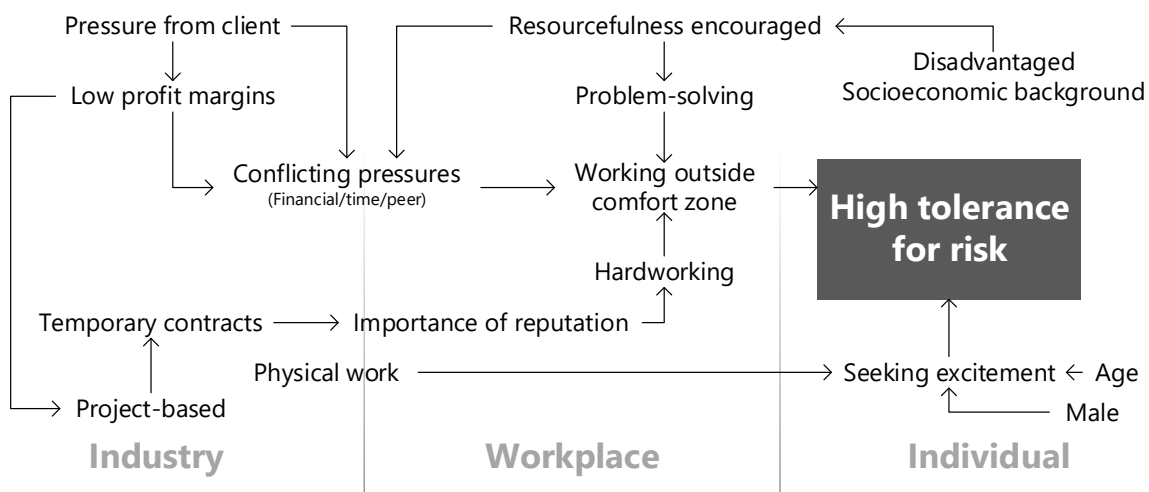 Pressure from client
Resourcefulness encouraged
Disadvantaged
Socioeconomic background
Low profit margins
Problem-solving
Conflicting pressures
(Financial/time/peer)
Working outside
comfort zone
High tolerance
for risk
Hardworking
Temporary contracts
Importance of reputation
Physical work
Seeking excitement
Age
Project-based
Male
Industry
Workplace
Individual